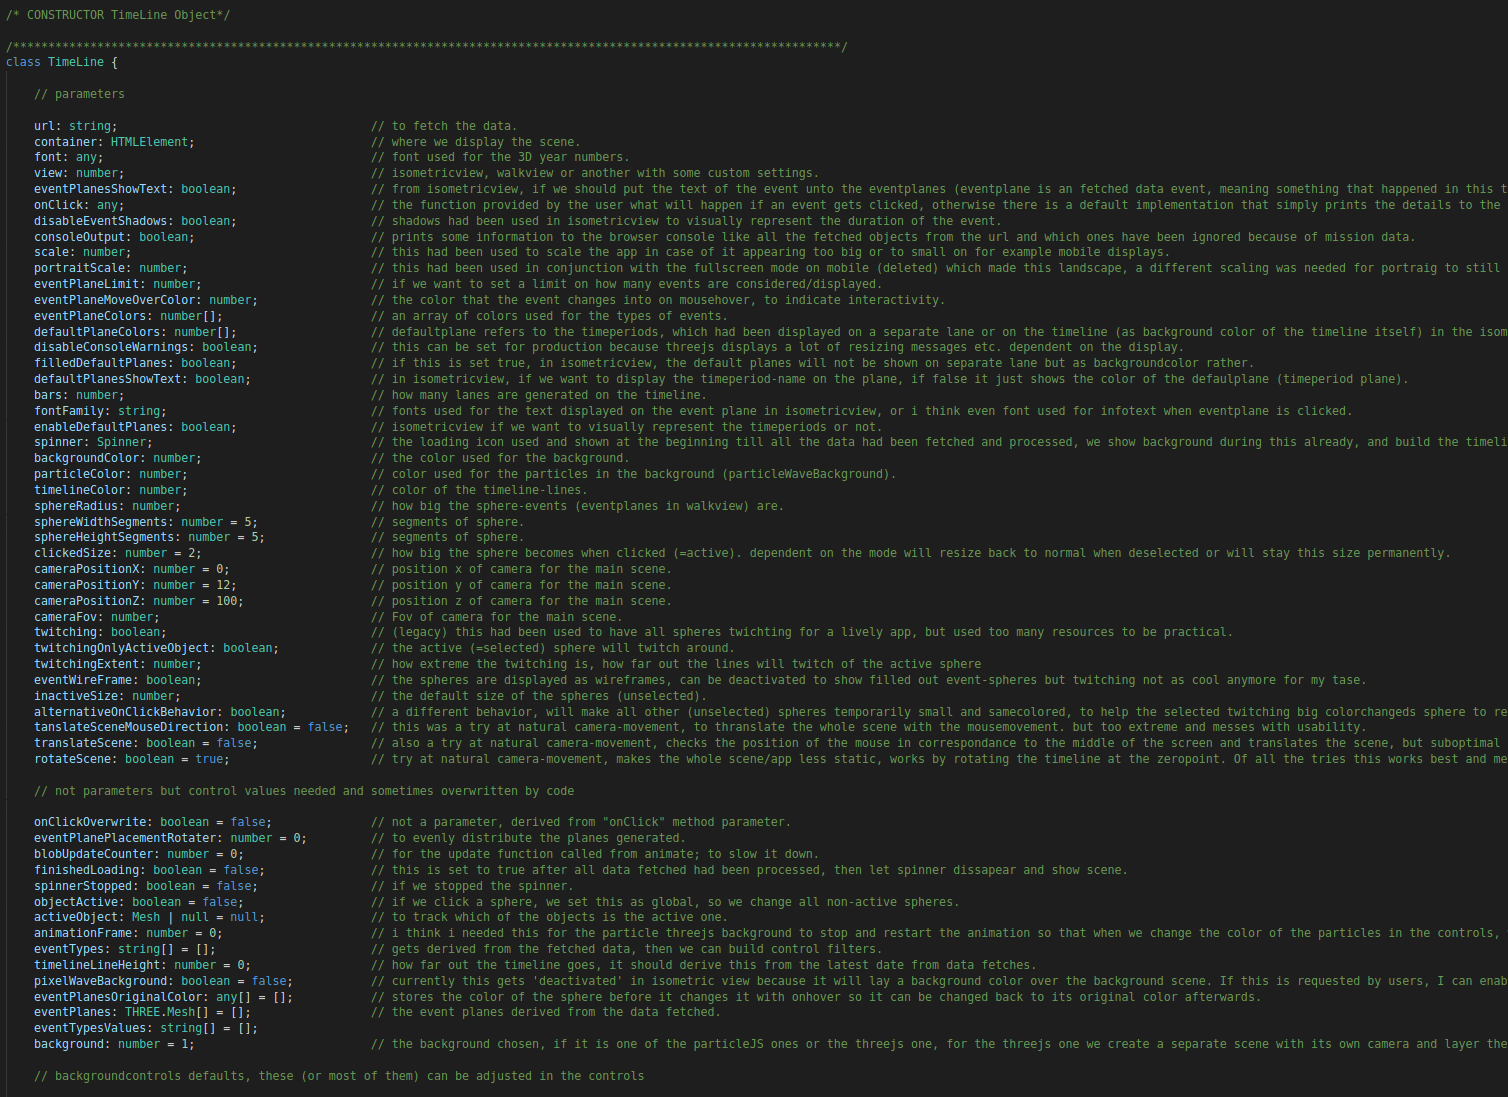 /* CONSTRUCTOR TimeLine Object*/
/**********************************************************************************************************************/
class TimeLine {
// parameters
url: string; // to fetch the data.
container: HTMLElement; // where we display the scene.
font: any; // font used for the 3D year numbers.
view: number; // isometricview, walkview or another with some custom settings.
eventPlanesShowText: boolean; // from isometricview, if we should put the text of the event unto the eventplanes (eventplane is an fetched data event, meaning something that happened in this t
onClick: any; // the function provided by the user what will happen if an event gets clicked, otherwise there is a default implementation that simply prints the details to the
disableEventShadows: boolean; // shadows had been used in isometricview to visually represent the duration of the event.
consoleOutput: boolean; // prints some information to the browser console like all the fetched objects from the url and which ones have been ignored because of mission data.
scale: number; // this had been used to scale the app in case of it appearing too big or to small on for example mobile displays.
portraitScale: number; // this had been used in conjunction with the fullscreen mode on mobile (deleted) which made this landscape, a different scaling was needed for portraig to still
eventPlaneLimit: number; // if we want to set a limit on how many events are considered/displayed.
eventPlaneMoveOverColor: number; // the color that the event changes into on mousehover, to indicate interactivity.
eventPlaneColors: number[]; // an array of colors used for the types of events.
defaultPlaneColors: number[]; // defaultplane refers to the timeperiods, which had been displayed on a separate lane or on the timeline (as background color of the timeline itself) in the isom
disableConsoleWarnings: boolean; // this can be set for production because threejs displays a lot of resizing messages etc. dependent on the display.
filledDefaultPlanes: boolean; // if this is set true, in isometricview, the default planes will not be shown on separate lane but as backgroundcolor rather.
defaultPlanesShowText: boolean; // in isometricview, if we want to display the timeperiod-name on the plane, if false it just shows the color of the defaulplane (timeperiod plane).
bars: number; // how many lanes are generated on the timeline.
fontFamily: string; // fonts used for the text displayed on the event plane in isometricview, or i think even font used for infotext when eventplane is clicked.
enableDefaultPlanes: boolean; // isometricview if we want to visually represent the timeperiods or not.
spinner: Spinner; // the loading icon used and shown at the beginning till all the data had been fetched and processed, we show background during this already, and build the timeli
backgroundColor: number; // the color used for the background.
particleColor: number; // color used for the particles in the background (particleWaveBackground).
timelineColor: number; // color of the timeline-lines.
sphereRadius: number; // how big the sphere-events (eventplanes in walkview) are.
sphereWidthSegments: number = 5; // segments of sphere.
sphereHeightSegments: number = 5; // segments of sphere.
clickedSize: number = 2; // how big the sphere becomes when clicked (=active). dependent on the mode will resize back to normal when deselected or will stay this size permanently.
cameraPositionX: number = 0; // position x of camera for the main scene.
cameraPositionY: number = 12; // position y of camera for the main scene.
cameraPositionZ: number = 100; // position z of camera for the main scene.
cameraFov: number; // Fov of camera for the main scene.
twitching: boolean; // (legacy) this had been used to have all spheres twichting for a lively app, but used too many resources to be practical.
twitchingOnlyActiveObject: boolean; // the active (=selected) sphere will twitch around.
twitchingExtent: number; // how extreme the twitching is, how far out the lines will twitch of the active sphere
eventWireFrame: boolean; // the spheres are displayed as wireframes, can be deactivated to show filled out event-spheres but twitching not as cool anymore for my tase.
inactiveSize: number; // the default size of the spheres (unselected).
alternativeOnClickBehavior: boolean; // a different behavior, will make all other (unselected) spheres temporarily small and samecolored, to help the selected twitching big colorchangeds sphere to re
tanslateSceneMouseDirection: boolean = false; // this was a try at natural camera-movement, to thranslate the whole scene with the mousemovement. but too extreme and messes with usability.
translateScene: boolean = false; // also a try at natural camera-movement, checks the position of the mouse in correspondance to the middle of the screen and translates the scene, but suboptimal
rotateScene: boolean = true; // try at natural camera-movement, makes the whole scene/app less static, works by rotating the timeline at the zeropoint. Of all the tries this works best and me
// not parameters but control values needed and sometimes overwritten by code
onClickOverwrite: boolean = false; // not a parameter, derived from "onClick" method parameter.
eventPlanePlacementRotater: number = 0; // to evenly distribute the planes generated.
blobUpdateCounter: number = 0; // for the update function called from animate; to slow it down.
finishedLoading: boolean = false; // this is set to true after all data fetched had been processed, then let spinner dissapear and show scene.
spinnerStopped: boolean = false; // if we stopped the spinner.
objectActive: boolean = false; // if we click a sphere, we set this as global, so we change all non-active spheres.
activeObject: Mesh | null = null; // to track which of the objects is the active one.
animationFrame: number = 0; // i think i needed this for the particle threejs background to stop and restart the animation so that when we change the color of the particles in the controls,
eventTypes: string[] = []; // gets derived from the fetched data, then we can build control filters.
timelineLineHeight: number = 0; // how far out the timeline goes, it should derive this from the latest date from data fetches.
pixelWaveBackground: boolean = false; // currently this gets 'deactivated' in isometric view because it will lay a background color over the background scene. If this is requested by users, I can enab
eventPlanesOriginalColor: any[] = []; // stores the color of the sphere before it changes it with onhover so it can be changed back to its original color afterwards.
eventPlanes: THREE.Mesh[] = []; // the event planes derived from the data fetched.
eventTypesValues: string[] = [];
background: number = 1; // the background chosen, if it is one of the particleJS ones or the threejs one, for the threejs one we create a separate scene with its own camera and layer the
// backgroundcontrols defaults, these (or most of them) can be adjusted in the controls